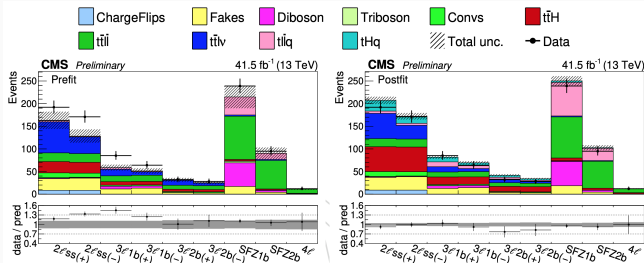 ChargeFlips Fakes Diboson Triboson Convs tt̄H
tt̄lĪ tt̄lν tllq tHq Total unc. Data
CMS Preliminary 41.5 fb⁻¹ (13 TeV)
Prefit
Events
250
200
150
100
50
0
data / pred
1.6
1.3
1
0.7
0.4
2ℓss(+) 2ℓss(−) 3ℓ1b(+) 3ℓ1b(−) 3ℓ2b(+) 3ℓ2b(−) SFZ1b SFZ2b 4ℓ
CMS Preliminary 41.5 fb⁻¹ (13 TeV)
Postfit
Events
250
200
150
100
50
0
data / pred
1.6
1.3
1
0.7
0.4
2ℓss(+) 2ℓss(−) 3ℓ1b(+) 3ℓ1b(−) 3ℓ2b(+) 3ℓ2b(−) SFZ1b SFZ2b 4ℓ